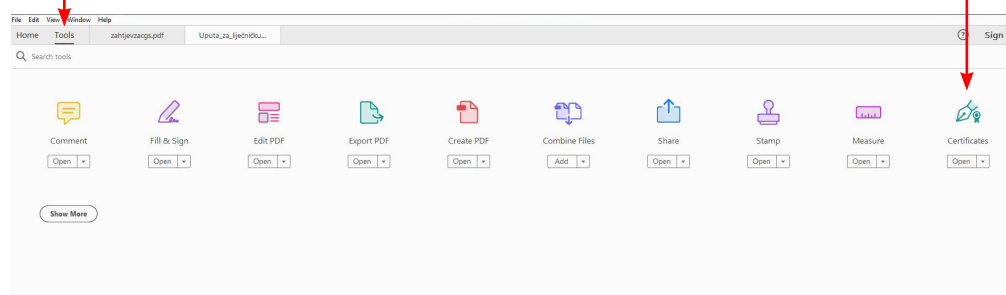 File Edit View Window Help
Home Tools zahtjevzacgs.pdf Uputa_za_liječničku... ? Sign
Search tools
Comment Fill & Sign Edit PDF Export PDF Create PDF Combine Files Share Stamp Measure Certificates
Open Open Open Open Open Add Open Open Open Open
Show More